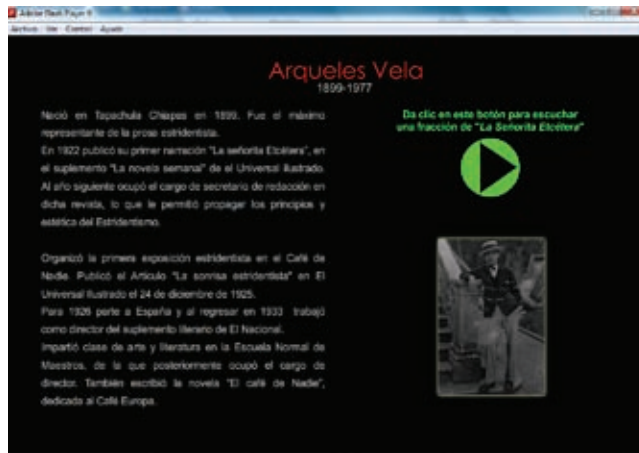 Adobe Flash Player 9
Archivo Ver Control Ayuda
Arqueles Vela
1899-1977
Nació en Tapachula Chiapas en 1899. Fue el máximo
representante de la prosa estridentista.
En 1922 publicó su primer narración "La señorita Etcétera", en
el suplemento "La novela semanal" de el Universal Ilustrado.
Al año siguiente ocupó el cargo de secretario de redacción en
dicha revista, lo que le permitió propagar los principios y
estética del Estridentismo.
Organizó la primera exposición estridentista en el Café de
Nadie. Publicó el Artículo "La sonrisa estridentista" en El
Universal Ilustrado el 24 de diciembre de 1925.
Para 1926 parte a España y al regresar en 1933 trabajó
como director del suplemento literario de El Nacional.
Impartió clase de arte y literatura en la Escuela Normal de
Maestros, de la que posteriormente ocupó el cargo de
director. También escribió la novela "El café de Nadie",
dedicada al Café Europa.
Da clic en este botón para escuchar
una fracción de "La Señorita Etcétera"